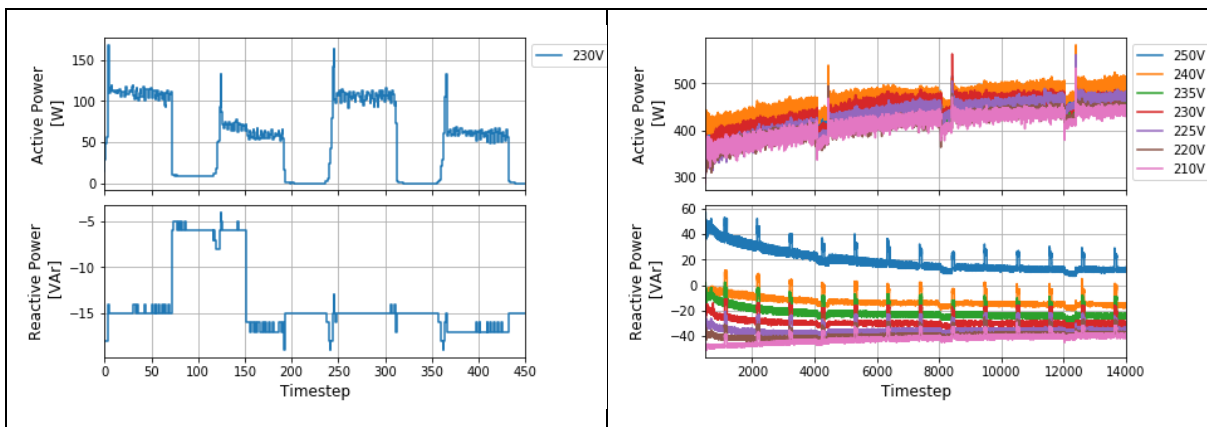 Active Power
[W]
150
100
50
0
230V
Reactive Power
[VAr]
−5
−10
−15
0
50
100
150
200
250
300
350
400
450
Timestep
Active Power
[W]
500
400
300
250V
240V
235V
230V
225V
220V
210V
Reactive Power
[VAr]
60
40
20
0
−20
−40
2000
4000
6000
8000
10000
12000
14000
Timestep